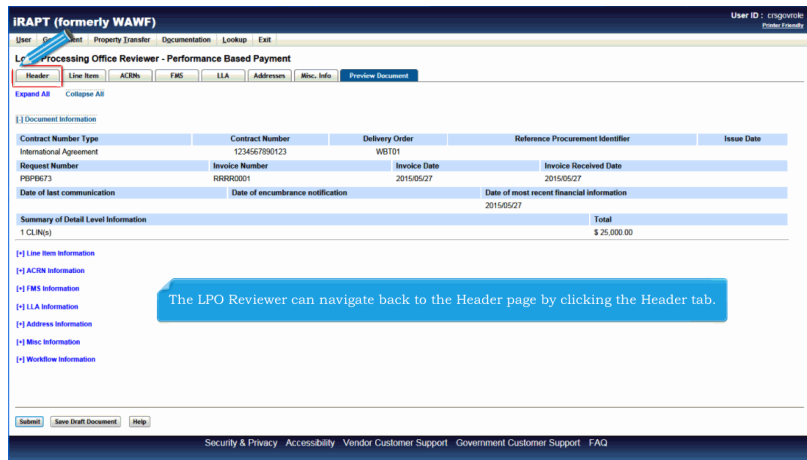 iRAPT (formerly WAWF)
User ID : crsgovrole
Printer Friendly
User Property Transfer Documentation Lookup Exit
Processing Office Reviewer - Performance Based Payment
Header Line Item ACRNs FMS LLA Addresses Misc. Info Preview Document
Expand All Collapse All
[-] Document Information
Contract Number Type Contract Number Delivery Order Reference Procurement Identifier Issue Date
International Agreement 1234567890123 WBT01
Request Number Invoice Number Invoice Date Invoice Received Date
PBPB673 RRRR0001 2015/05/27 2015/05/27
Date of last communication Date of encumbrance notification Date of most recent financial information
2015/05/27
Summary of Detail Level Information Total
1 CLIN(s) $ 25,000.00
[+] Line Item Information
[+] ACRN Information
[+] FMS Information
[+] LLA Information
[+] Address Information
[+] Misc Information
[+] Workflow Information
The LPO Reviewer can navigate back to the Header page by clicking the Header tab.
Submit Save Draft Document Help
Security & Privacy Accessibility Vendor Customer Support Government Customer Support FAQ